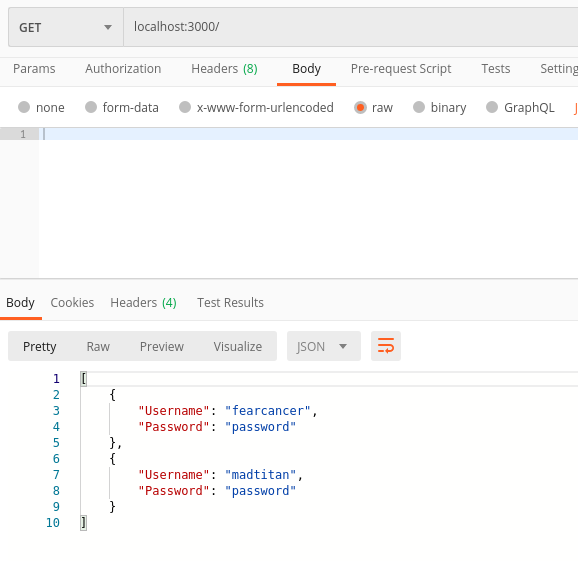 GET localhost:3000/
Params Authorization Headers (8) Body Pre-request Script Tests Setting
none form-data x-www-form-urlencoded raw binary GraphQL J
1
Body Cookies Headers (4) Test Results
Pretty Raw Preview Visualize JSON
1 [
2 {
3 "Username": "fearcancer",
4 "Password": "password"
5 },
6 {
7 "Username": "madtitan",
8 "Password": "password"
9 }
10 ]